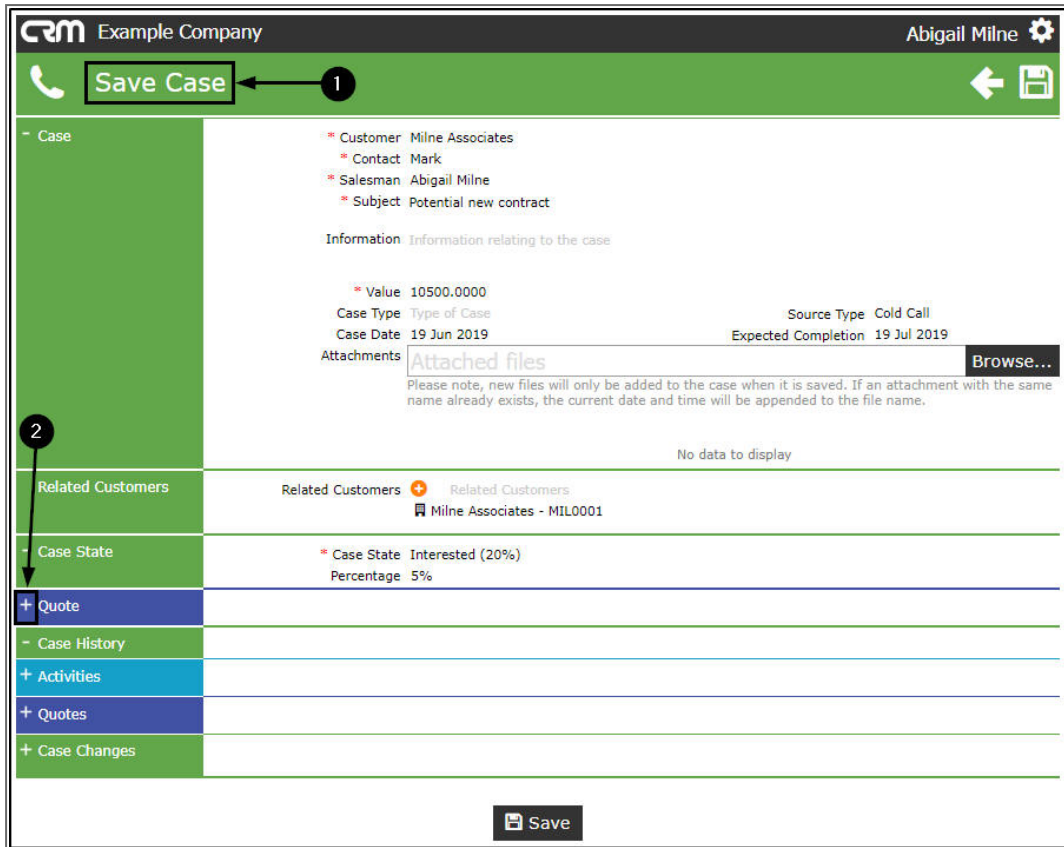 CRM Example Company
Abigail Milne
Save Case
1
- Case
* Customer Milne Associates
* Contact Mark
* Salesman Abigail Milne
* Subject Potential new contract
Information Information relating to the case
* Value 10500.0000
Case Type Type of Case
Source Type Cold Call
Case Date 19 Jun 2019
Expected Completion 19 Jul 2019
Attachments Attached files
Browse...
Please note, new files will only be added to the case when it is saved. If an attachment with the same
name already exists, the current date and time will be appended to the file name.
2
No data to display
Related Customers
Related Customers Related Customers
Milne Associates - MIL0001
- Case State
* Case State Interested (20%)
Percentage 5%
+ Quote
- Case History
+ Activities
+ Quotes
+ Case Changes
Save